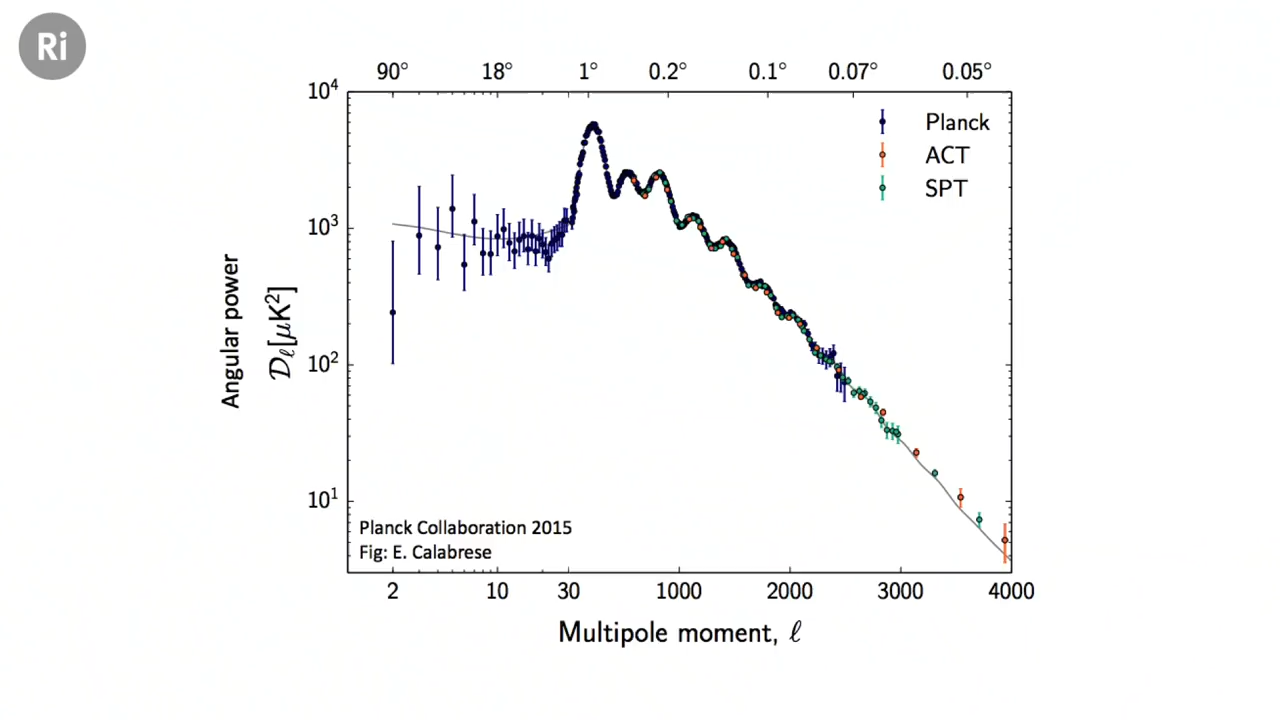 Ri
90° 18° 1° 0.2° 0.1° 0.07° 0.05°
10⁴
10³
10²
10¹
Planck
ACT
SPT
Angular power
𝒟ℓ[μK²]
Planck Collaboration 2015
Fig: E. Calabrese
2 10 30 1000 2000 3000 4000
Multipole moment, ℓ